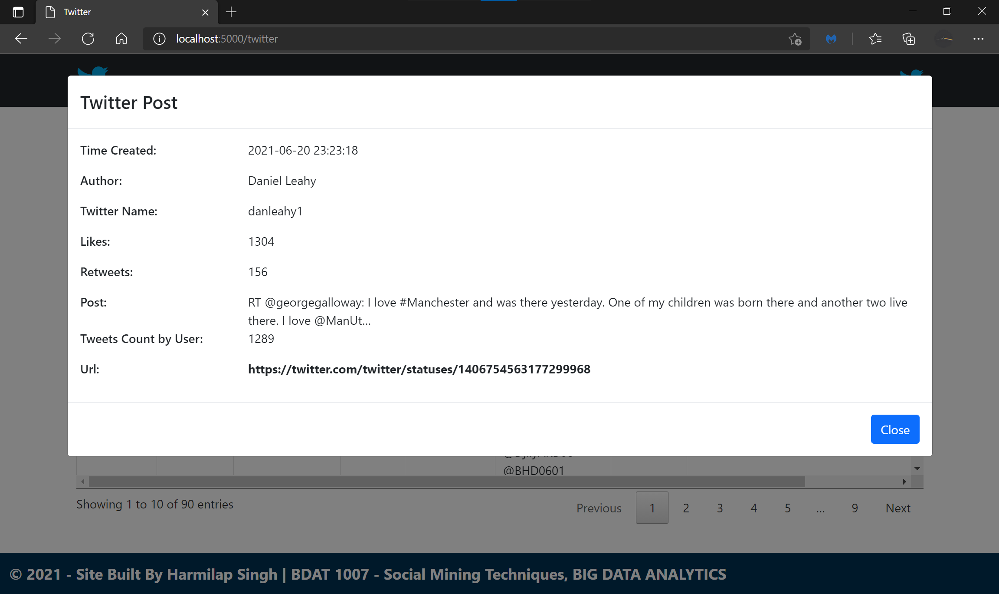 Twitter
localhost:5000/twitter
Twitter Post
Time Created: 2021-06-20 23:23:18
Author: Daniel Leahy
Twitter Name: danleahy1
Likes: 1304
Retweets: 156
Post: RT @georgegalloway: I love #Manchester and was there yesterday. One of my children was born there and another two live
there. I love @ManUt...
Tweets Count by User: 1289
Url: https://twitter.com/twitter/statuses/1406754563177299968
Close
@BHD0601
Showing 1 to 10 of 90 entries
Previous 1 2 3 4 5 ... 9 Next
© 2021 - Site Built By Harmilap Singh | BDAT 1007 - Social Mining Techniques, BIG DATA ANALYTICS